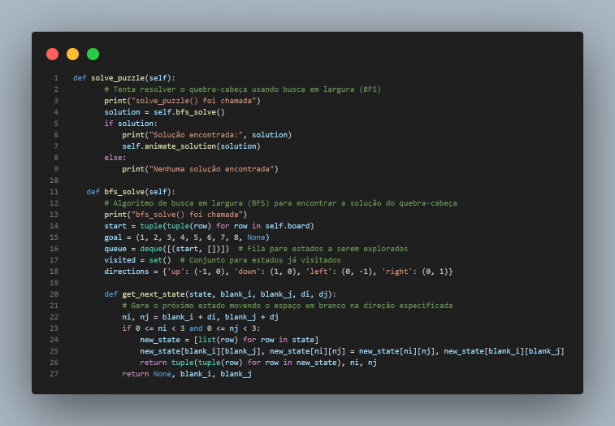 1 def solve_puzzle(self):
2 # Tenta resolver o quebra-cabeça usando busca em largura (BFS)
3 print("solve_puzzle() foi chamada")
4 solution = self.bfs_solve()
5 if solution:
6 print("Solução encontrada:", solution)
7 self.animate_solution(solution)
8 else:
9 print("Nenhuma solução encontrada")
10
11 def bfs_solve(self):
12 # Algoritmo de busca em largura (BFS) para encontrar a solução do quebra-cabeça
13 print("bfs_solve() foi chamada")
14 start = tuple(tuple(row) for row in self.board)
15 goal = (1, 2, 3, 4, 5, 6, 7, 8, None)
16 queue = deque([(start, [])]) # Fila para estados a serem explorados
17 visited = set() # Conjunto para estados já visitados
18 directions = {'up': (-1, 0), 'down': (1, 0), 'left': (0, -1), 'right': (0, 1)}
19
20 def get_next_state(state, blank_i, blank_j, di, dj):
21 # Gera o próximo estado movendo o espaço em branco na direção especificada
22 ni, nj = blank_i + di, blank_j + dj
23 if 0 <= ni < 3 and 0 <= nj < 3:
24 new_state = [list(row) for row in state]
25 new_state[blank_i][blank_j], new_state[ni][nj] = new_state[ni][nj], new_state[blank_i][blank_j]
26 return tuple(tuple(row) for row in new_state), ni, nj
27 return None, blank_i, blank_j